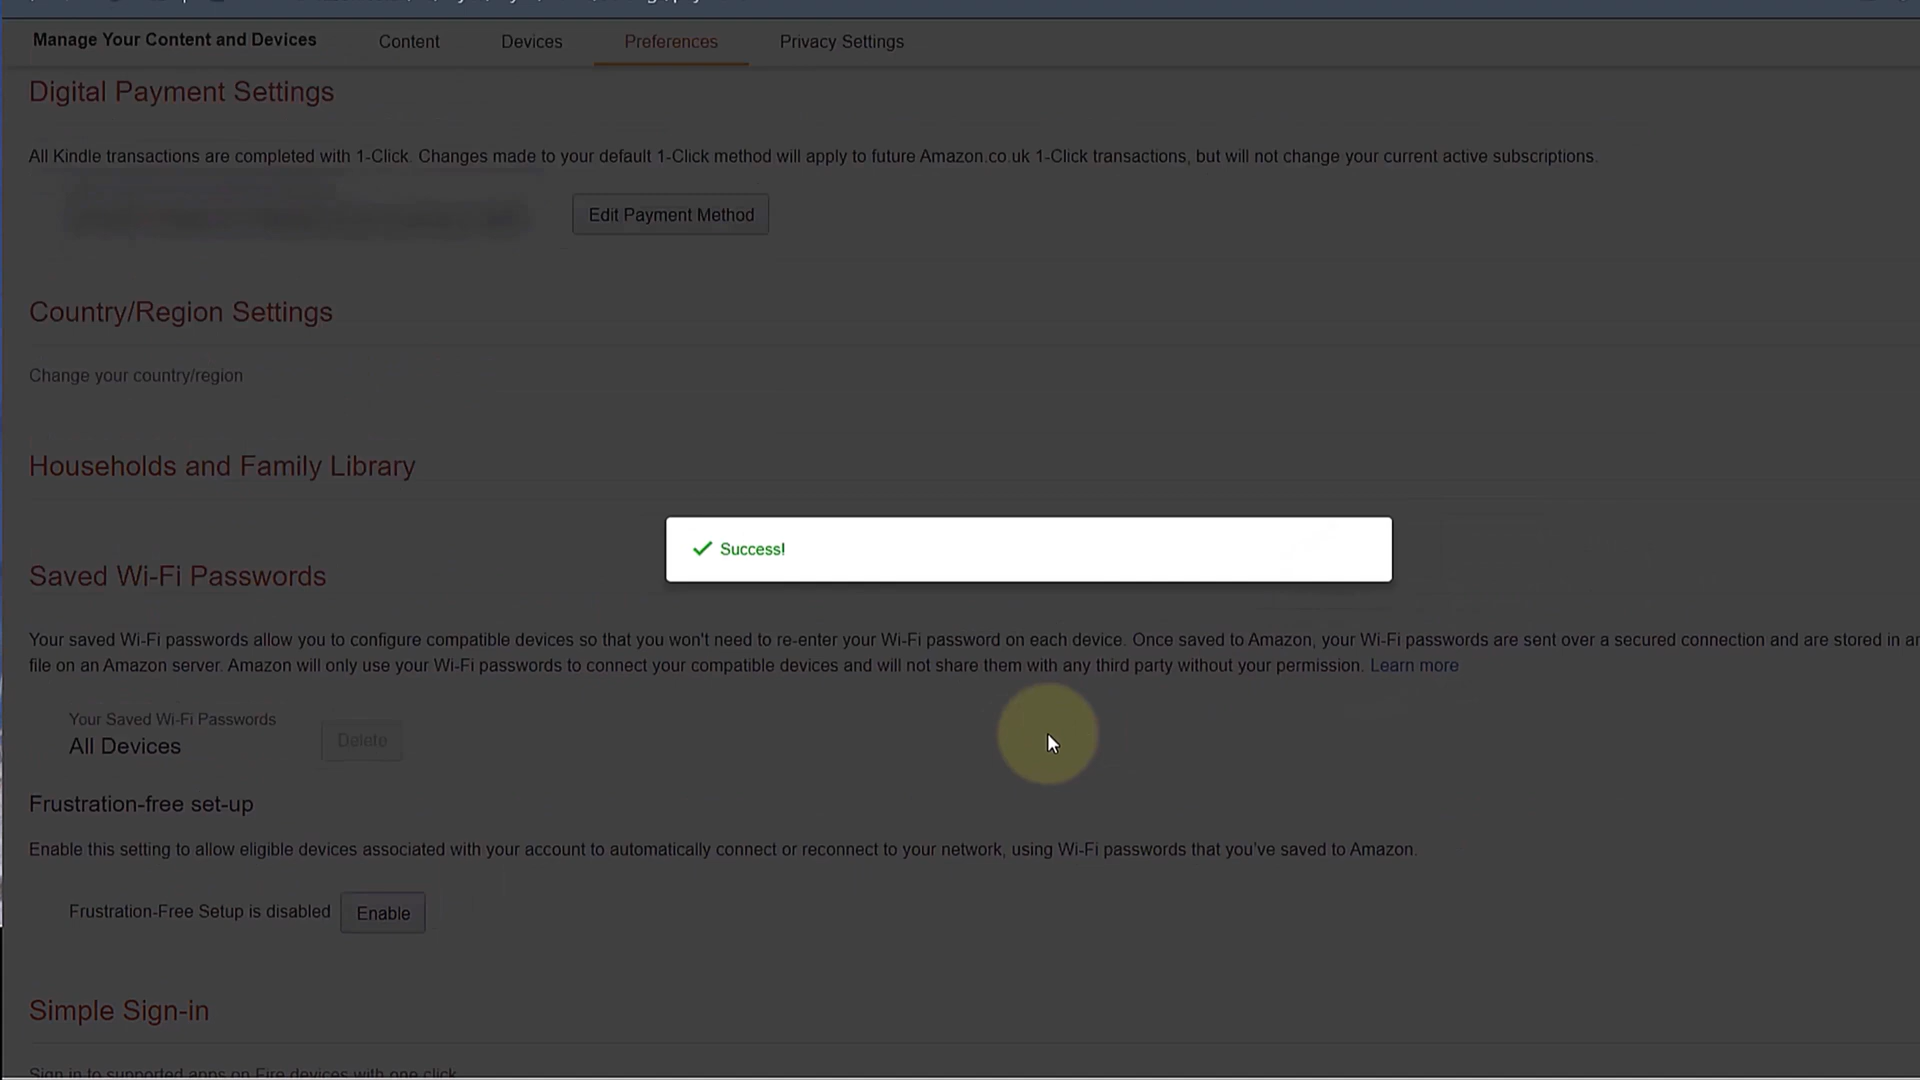 Manage Your Content and Devices
Content
Devices
Preferences
Privacy Settings
Digital Payment Settings
All Kindle transactions are completed with 1-Click. Changes made to your default 1-Click method will apply to future Amazon.co.uk 1-Click transactions, but will not change your current active subscriptions.
Edit Payment Method
Country/Region Settings
Change your country/region
Households and Family Library
Success!
Saved Wi-Fi Passwords
Your saved Wi-Fi passwords allow you to configure compatible devices so that you won't need to re-enter your Wi-Fi password on each device. Once saved to Amazon, your Wi-Fi passwords are sent over a secured connection and are stored in
file on an Amazon server. Amazon will only use your Wi-Fi passwords to connect your compatible devices and will not share them with any third party without your permission. Learn more
Your Saved Wi-Fi Passwords
All Devices
Delete
Frustration-free set-up
Enable this setting to allow eligible devices associated with your account to automatically connect or reconnect to your network, using Wi-Fi passwords that you've saved to Amazon.
Frustration-Free Setup is disabled
Enable
Simple Sign-in
Sign in to supported apps on Fire devices with one click